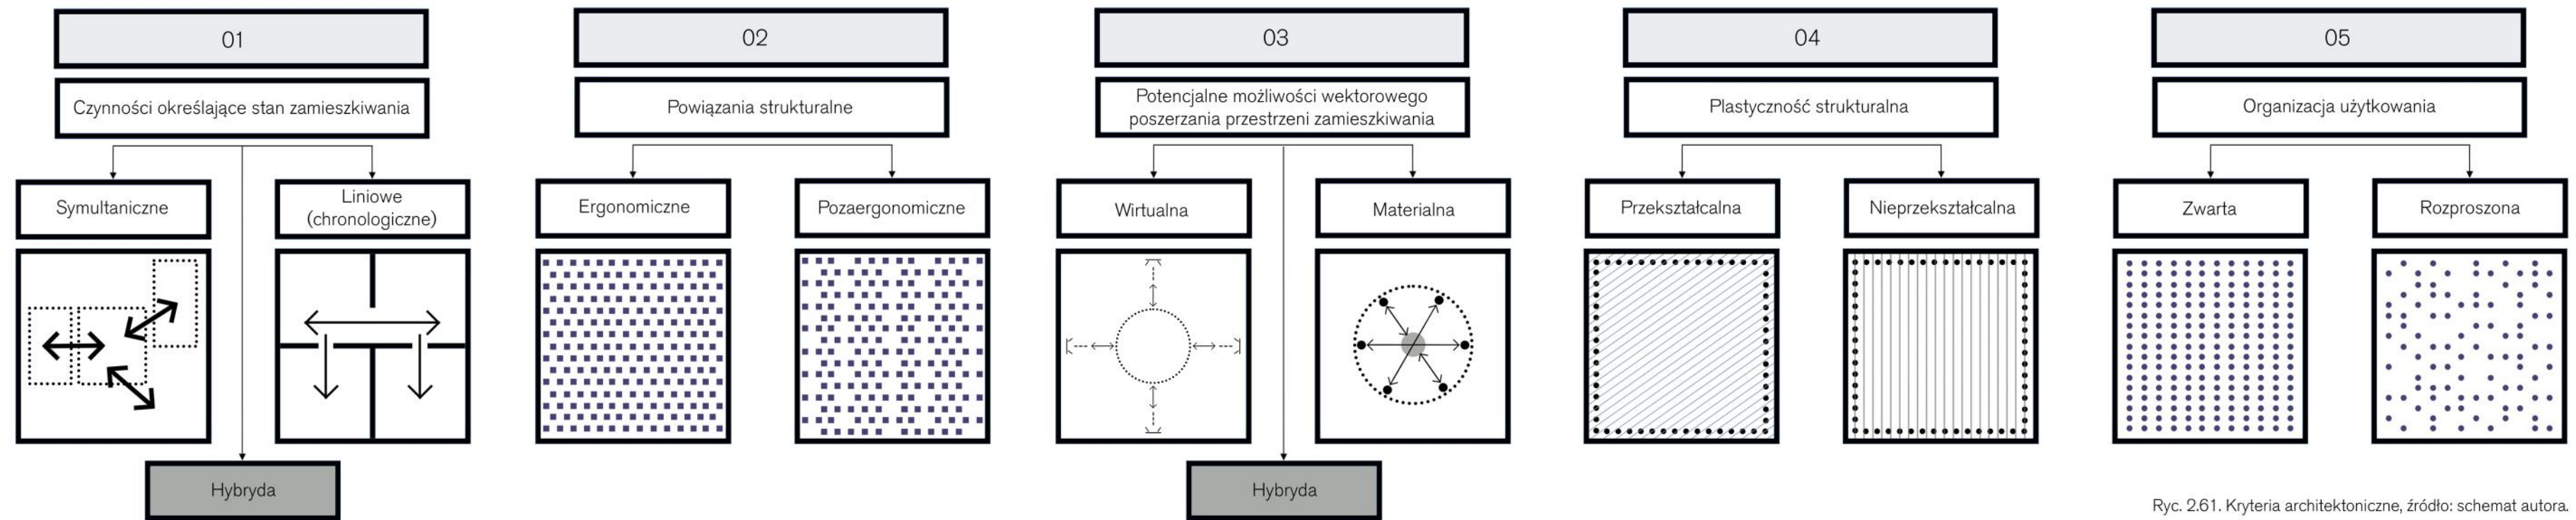 01
Czynności określające stan zamieszkiwania
Symultaniczne
Liniowe
(chronologiczne)
Hybryda
02
Powiązania strukturalne
Ergonomiczne
Pozaergonomiczne
03
Potencjalne możliwości wektorowego
poszerzania przestrzeni zamieszkiwania
Wirtualna
Materialna
Hybryda
04
Plastyczność strukturalna
Przekształcalna
Nieprzekształcalna
05
Organizacja użytkowania
Zwarta
Rozproszona
Ryc. 2.61. Kryteria architektoniczne, źródło: schemat autora.